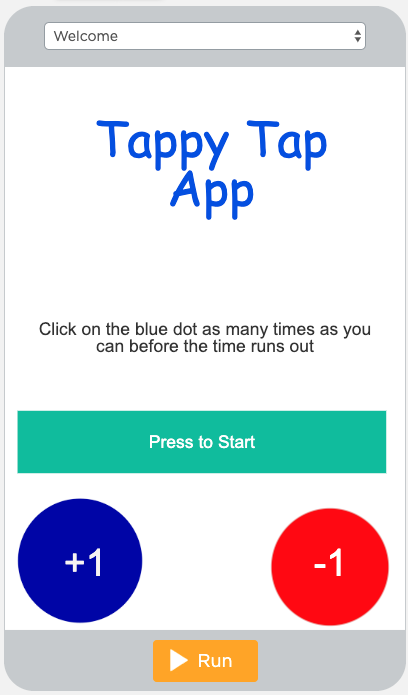 Welcome
Tappy Tap
App
Click on the blue dot as many times as you
can before the time runs out
Press to Start
+1
-1
Run